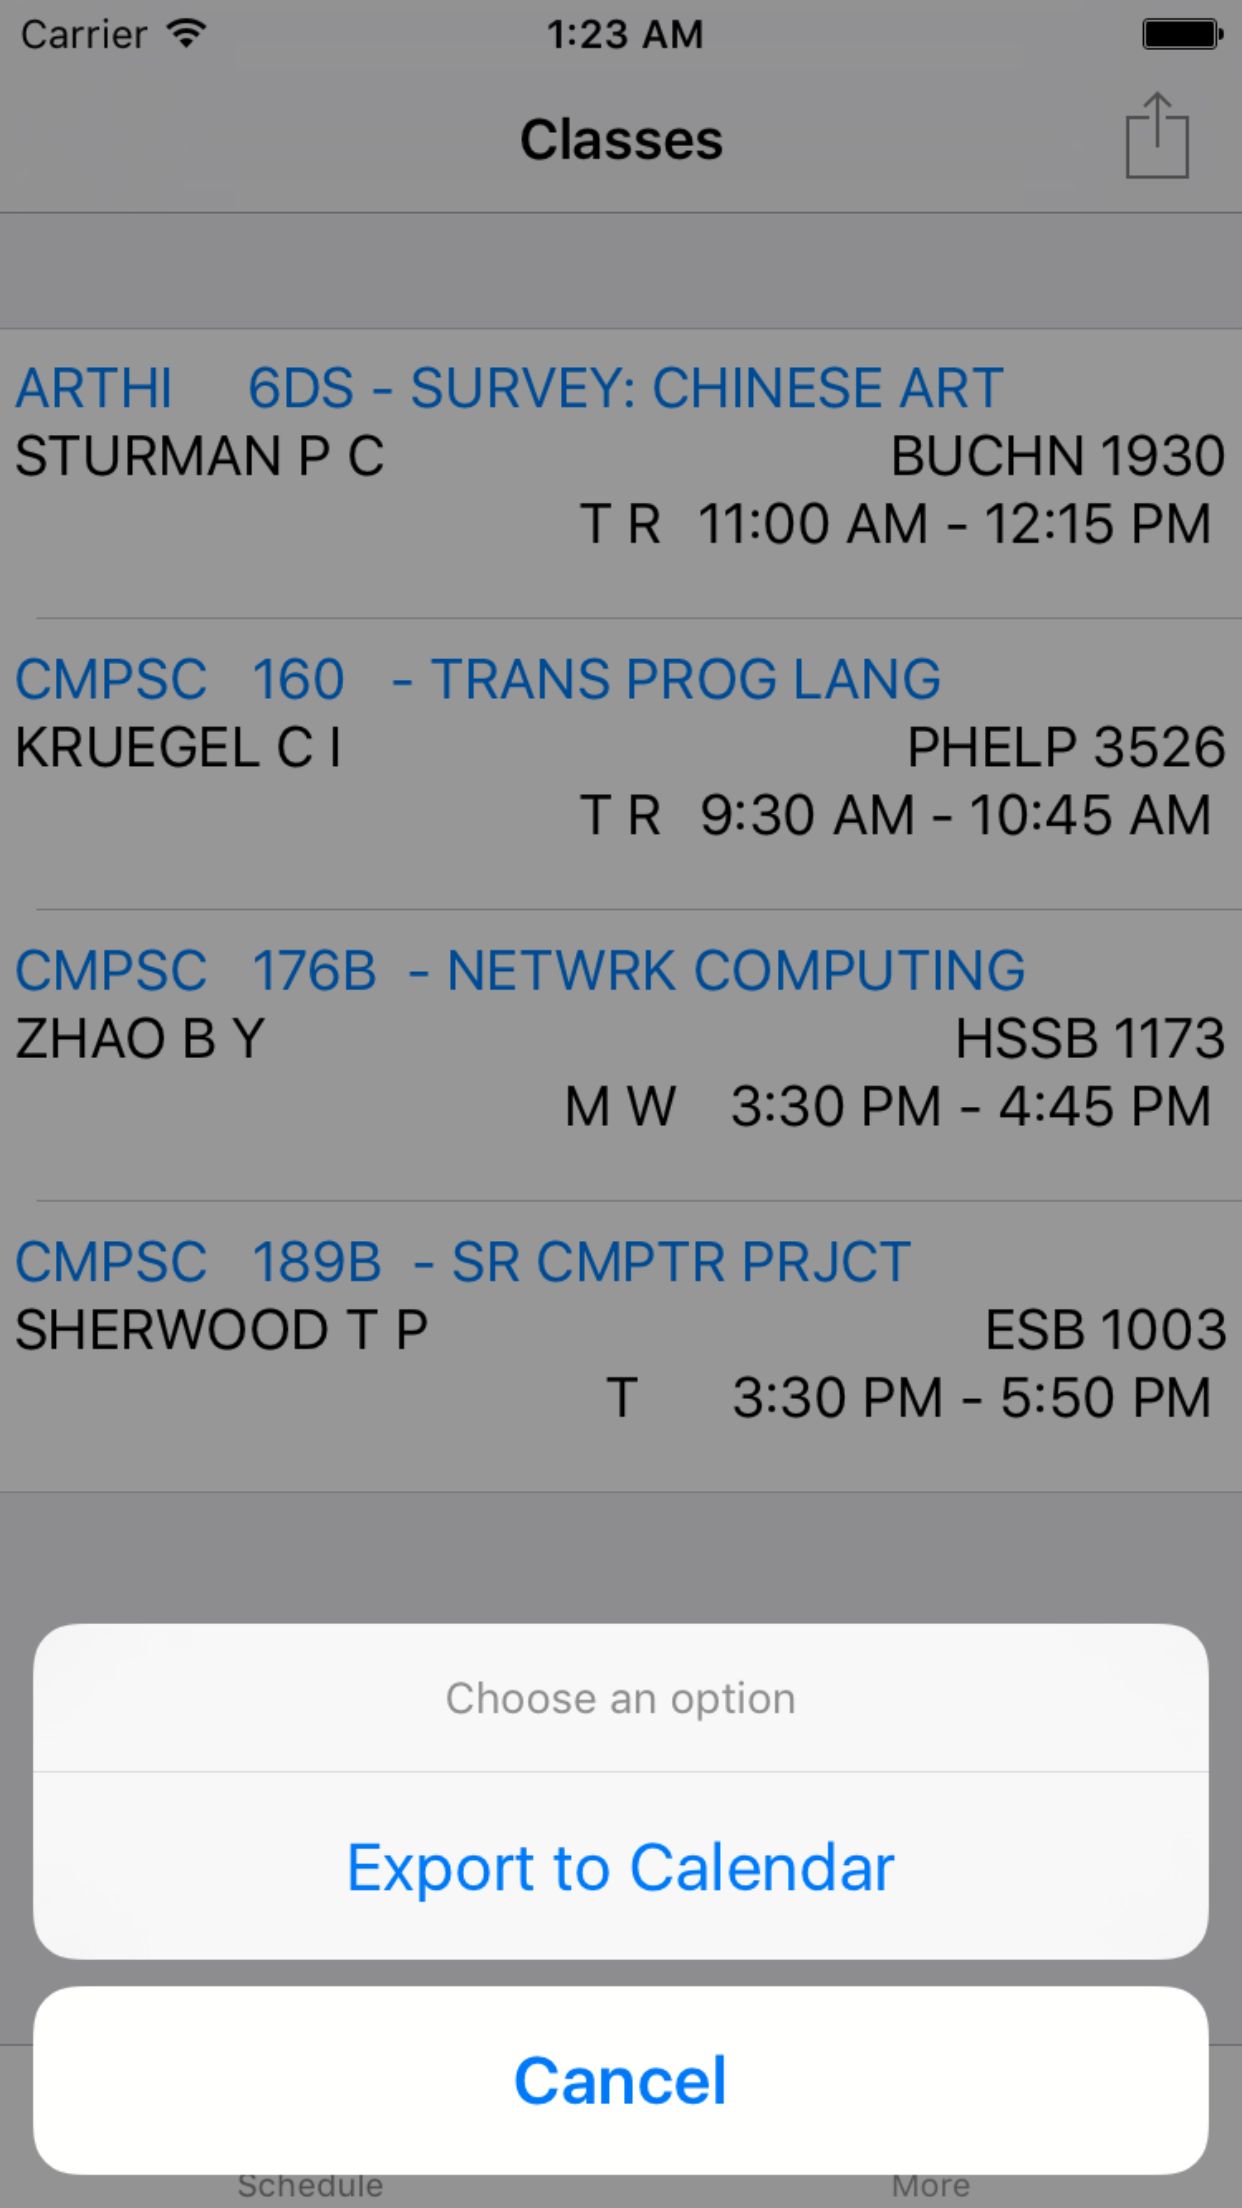 Carrier 1:23 AM
Classes
ARTHI 6DS - SURVEY: CHINESE ART
STURMAN P C BUCHN 1930
T R 11:00 AM - 12:15 PM
CMPSC 160 - TRANS PROG LANG
KRUEGEL C I PHELP 3526
T R 9:30 AM - 10:45 AM
CMPSC 176B - NETWRK COMPUTING
ZHAO B Y HSSB 1173
M W 3:30 PM - 4:45 PM
CMPSC 189B - SR CMPTR PRJCT
SHERWOOD T P ESB 1003
T 3:30 PM - 5:50 PM
Choose an option
Export to Calendar
Cancel
Schedule More